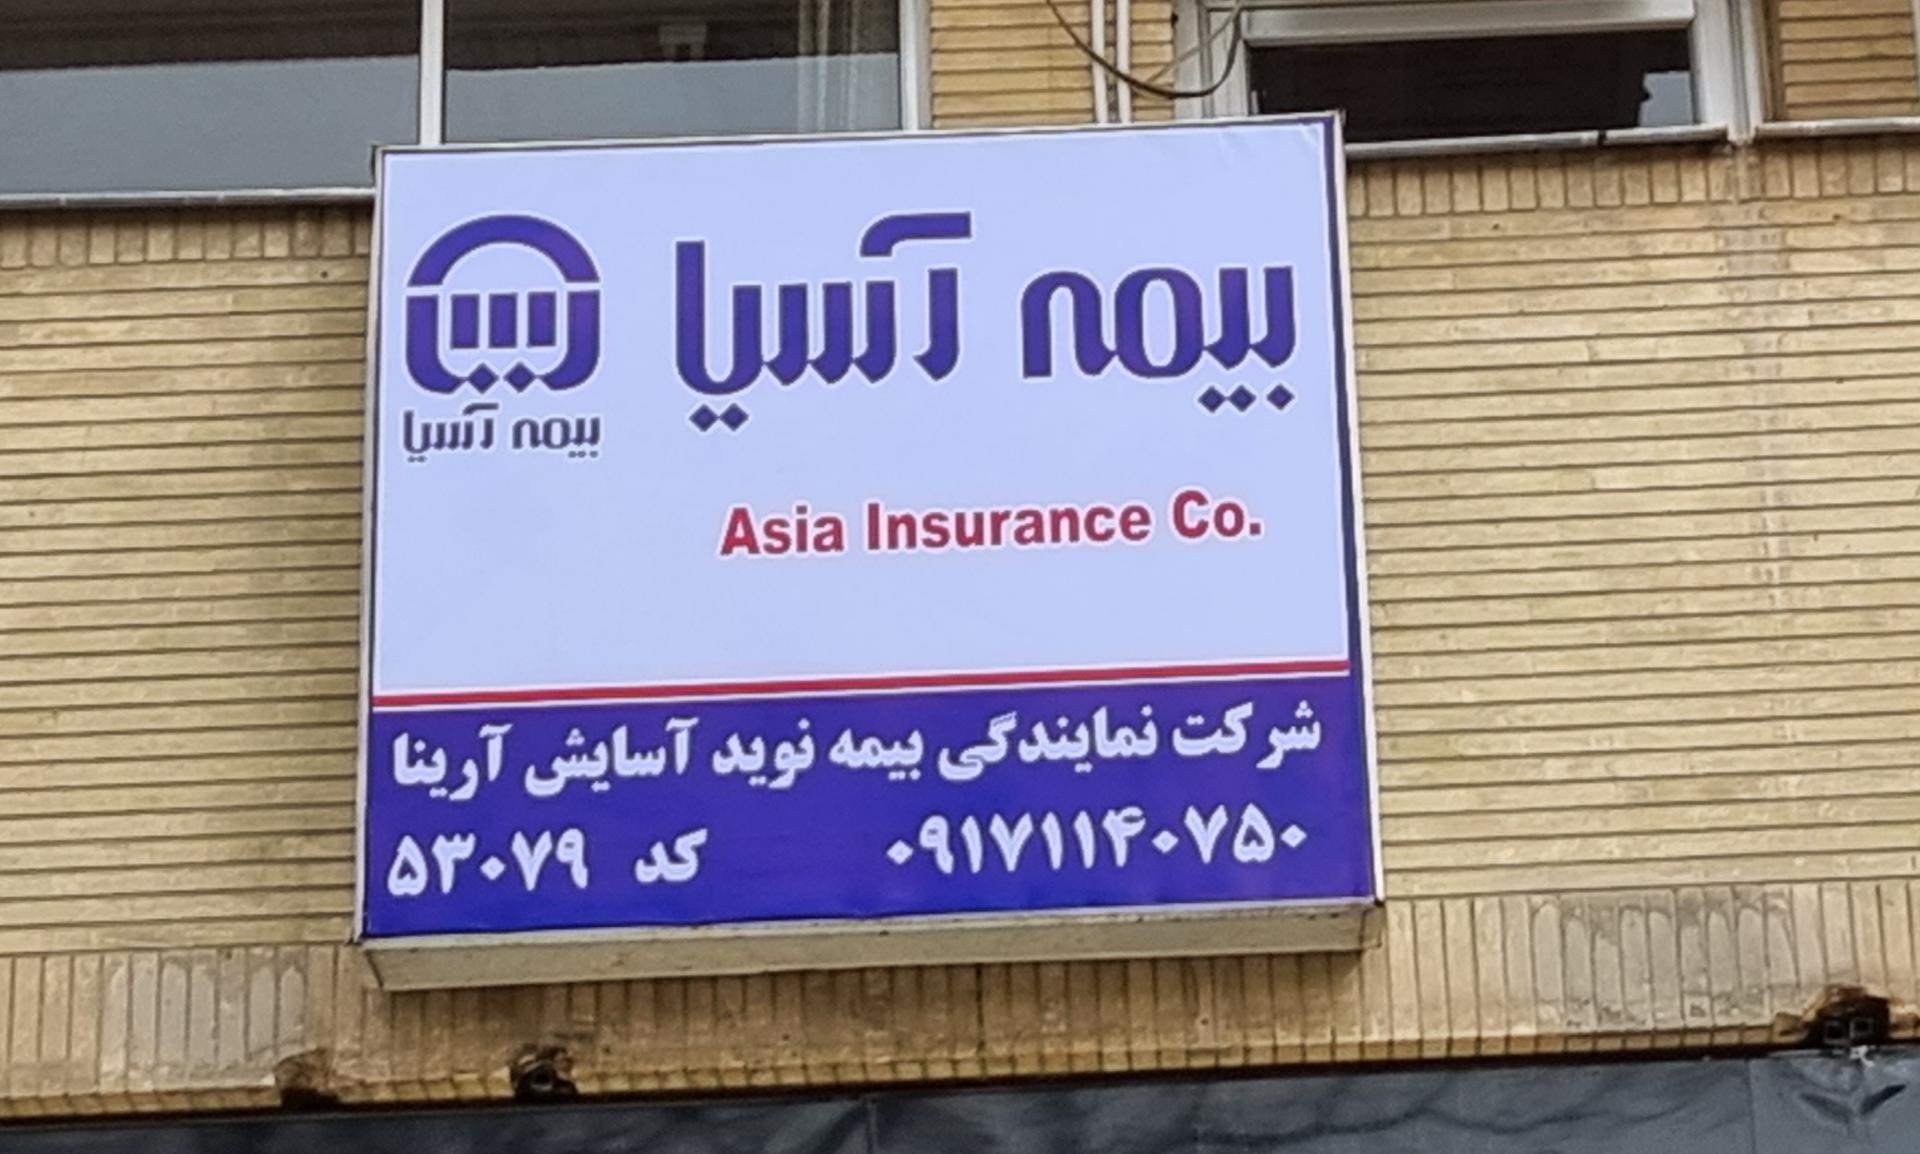 بیمه آسیا
بیمه آسیا
Asia Insurance Co.
شرکت نمایندگی بیمه نوید آسایش آرینا
۰۹۱۷۱۱۴۰۷۵۰
کد ۵۳۰۷۹